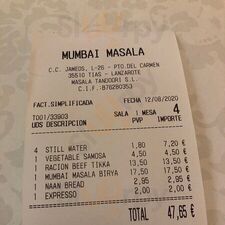 MUMBAI MASALA
C.C. JAMEOS, L-26 - PTO.DEL CARMEN
35510 TIAS - LANZAROTE
MASALA TANDOORI S.L.
C.I.F.:B76280353
FACT.SIMPLIFICADA FECHA 12/08/2020
T001/33903 SALA 1 MESA 4
UDS DESCRIPCION PVP IMPORTE
4 STILL WATER 1,80 7,20 €
1 VEGETABLE SAMOSA 4,50 4,50 €
1 RACION BEEF TIKKA 13,50 13,50 €
1 MUMBAI MASALA BIRYA 17,50 17,50 €
1 NAAN BREAD 2,95 2,95 €
1 EXPRESSO 2,00 2,00 €
TOTAL 47,65 €